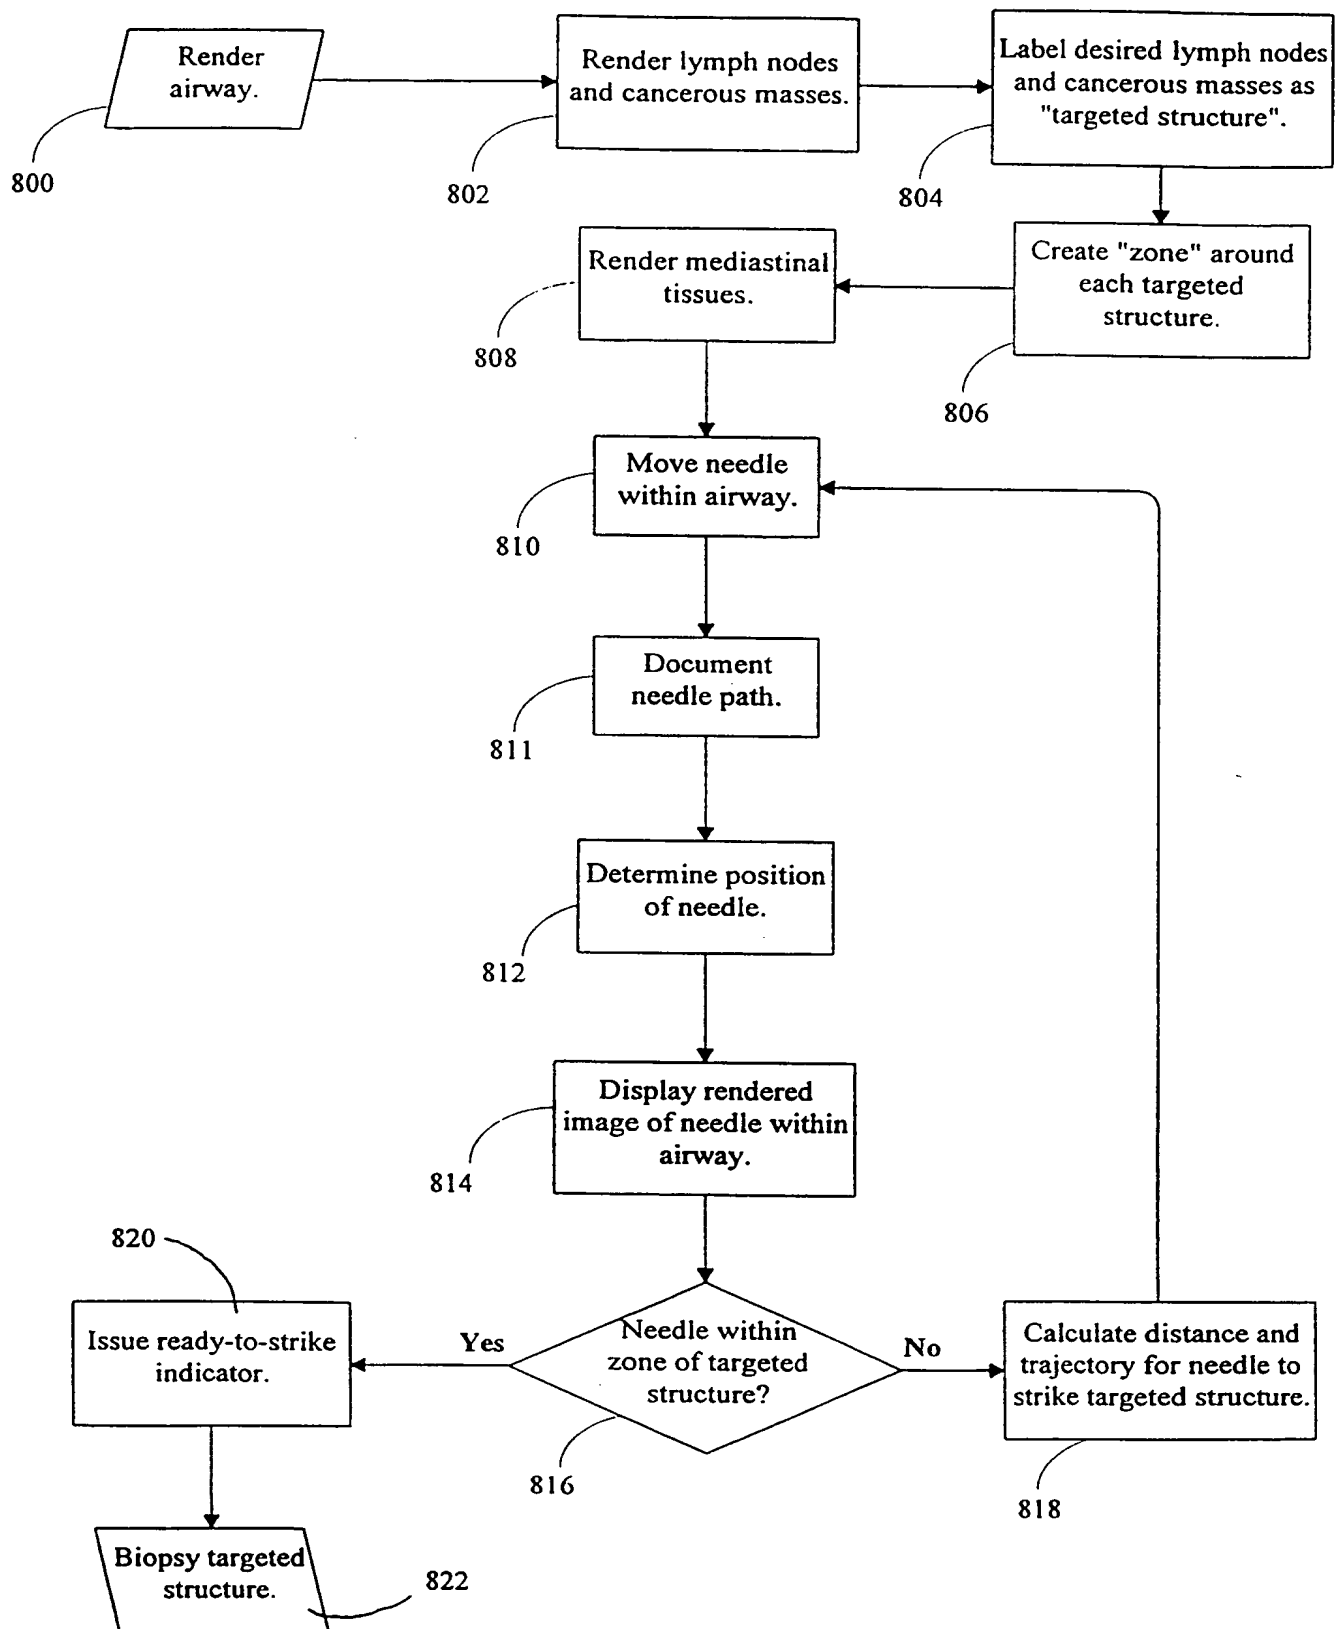 Render
airway.
800
Render lymph nodes
and cancerous masses.
802
Label desired lymph nodes
and cancerous masses as
"targeted structure".
804
Create "zone" around
each targeted
structure.
806
Render mediastinal
tissues.
808
Move needle
within airway.
810
Document
needle path.
811
Determine position
of needle.
812
Display rendered
image of needle within
airway.
814
Needle within
zone of targeted
structure?
816
Yes
No
Calculate distance and
trajectory for needle to
strike targeted structure.
818
820
Issue ready-to-strike
indicator.
Biopsy targeted
structure.
822